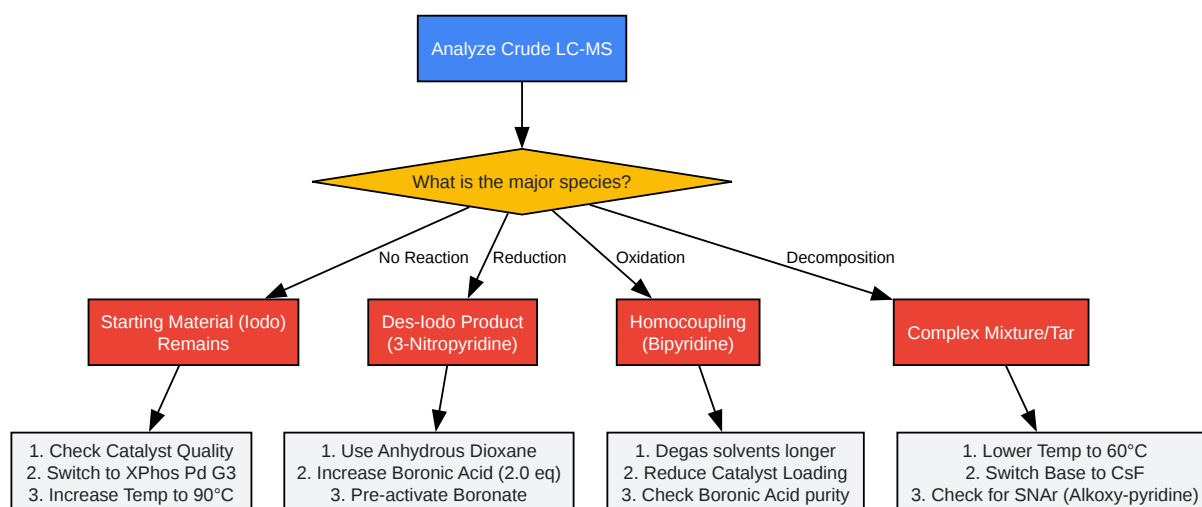 Analyze Crude LC-MS
What is the major species?
No Reaction
Reduction
Oxidation
Decomposition
Starting Material (Iodo)
Remains
Des-Iodo Product
(3-Nitropyridine)
Homocoupling
(Bipyridine)
Complex Mixture/Tar
1. Check Catalyst Quality
2. Switch to XPhos Pd G3
3. Increase Temp to 90°C
1. Use Anhydrous Dioxane
2. Increase Boronic Acid (2.0 eq)
3. Pre-activate Boronate
1. Degas solvents longer
2. Reduce Catalyst Loading
3. Check Boronic Acid purity
1. Lower Temp to 60°C
2. Switch Base to CsF
3. Check for SNAr (Alkoxy-pyridine)